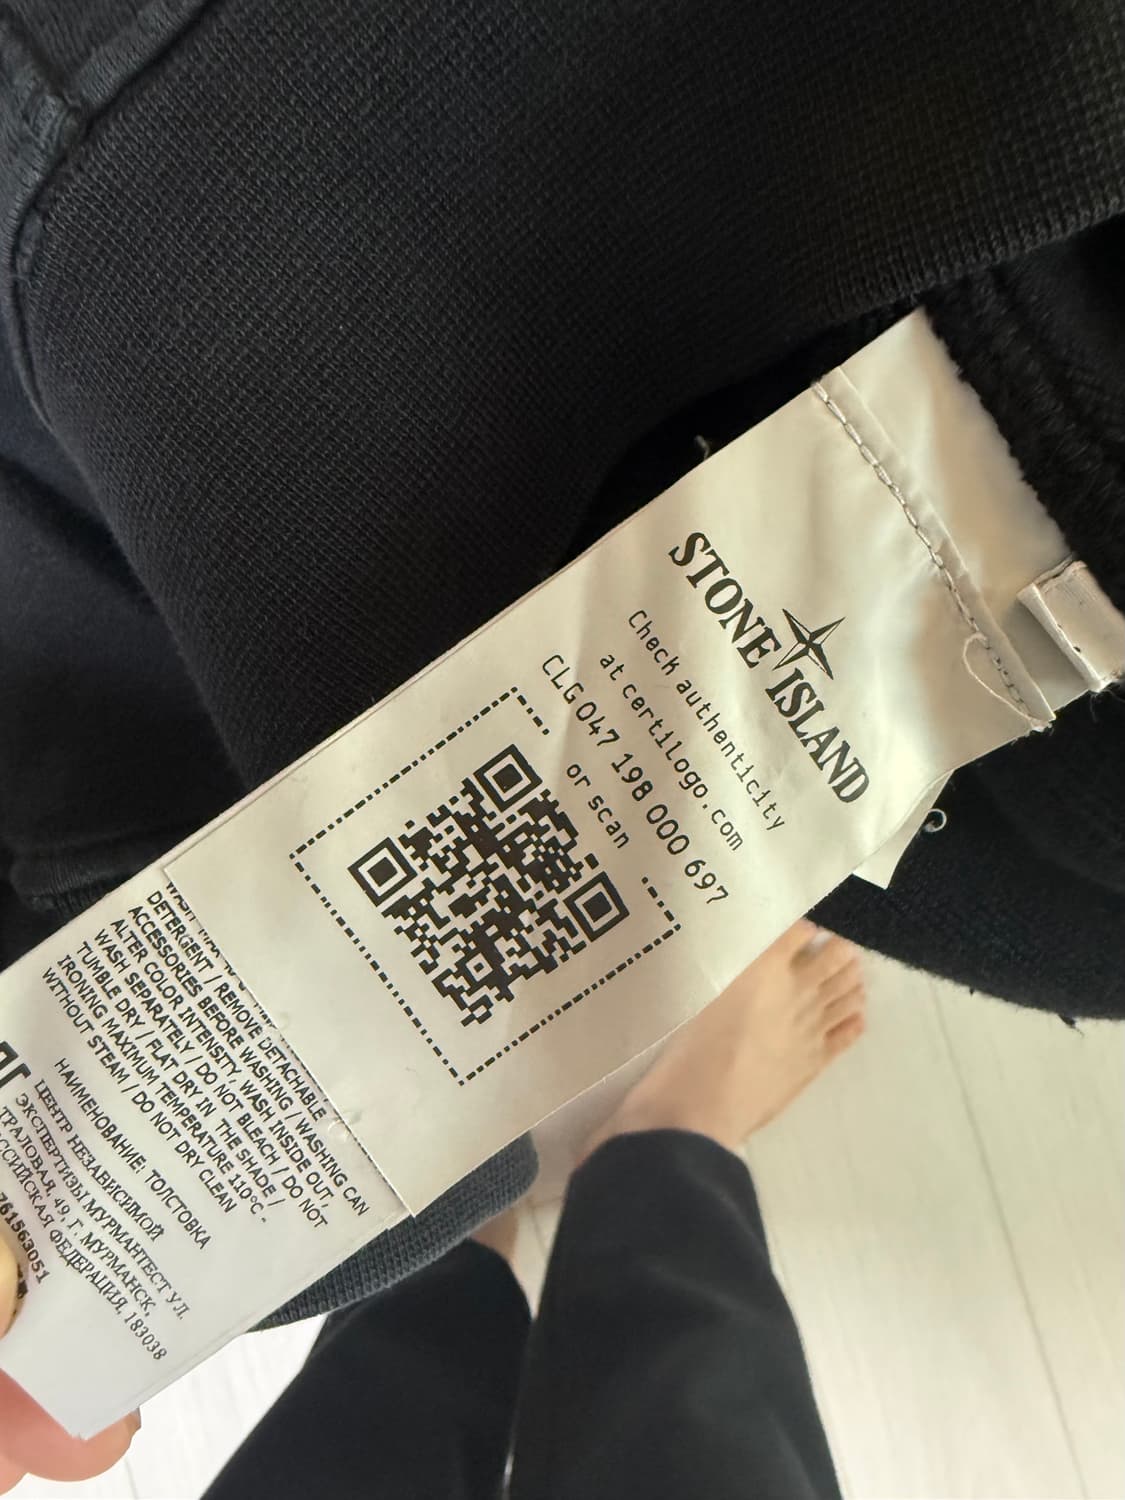 STONE ISLAND
Check authenticity
at certilogo.com
CLG 047 198 000 697
or scan
DETERGENT / REMOVE DETACHABLE
ACCESSORIES BEFORE WASHING / WASHING CAN
ALTER COLOR INTENSITY, WASH INSIDE OUT,
WASH SEPARATELY / DO NOT BLEACH / DO NOT
TUMBLE DRY / FLAT DRY IN THE SHADE /
IRONING MAXIMUM TEMPERATURE 110°C -
WITHOUT STEAM / DO NOT DRY CLEAN
НАИМЕНОВАНИЕ: ТОЛСТОВКА
ЦЕНТР НЕЗАВИСИМОЙ
ЭКСПЕРТИЗЫ МУРМАНТЕСТ УЛ.
ТРАЛОВАЯ, 49, Г. МУРМАНСК,
РОССИЙСКАЯ ФЕДЕРАЦИЯ, 183038
761563051